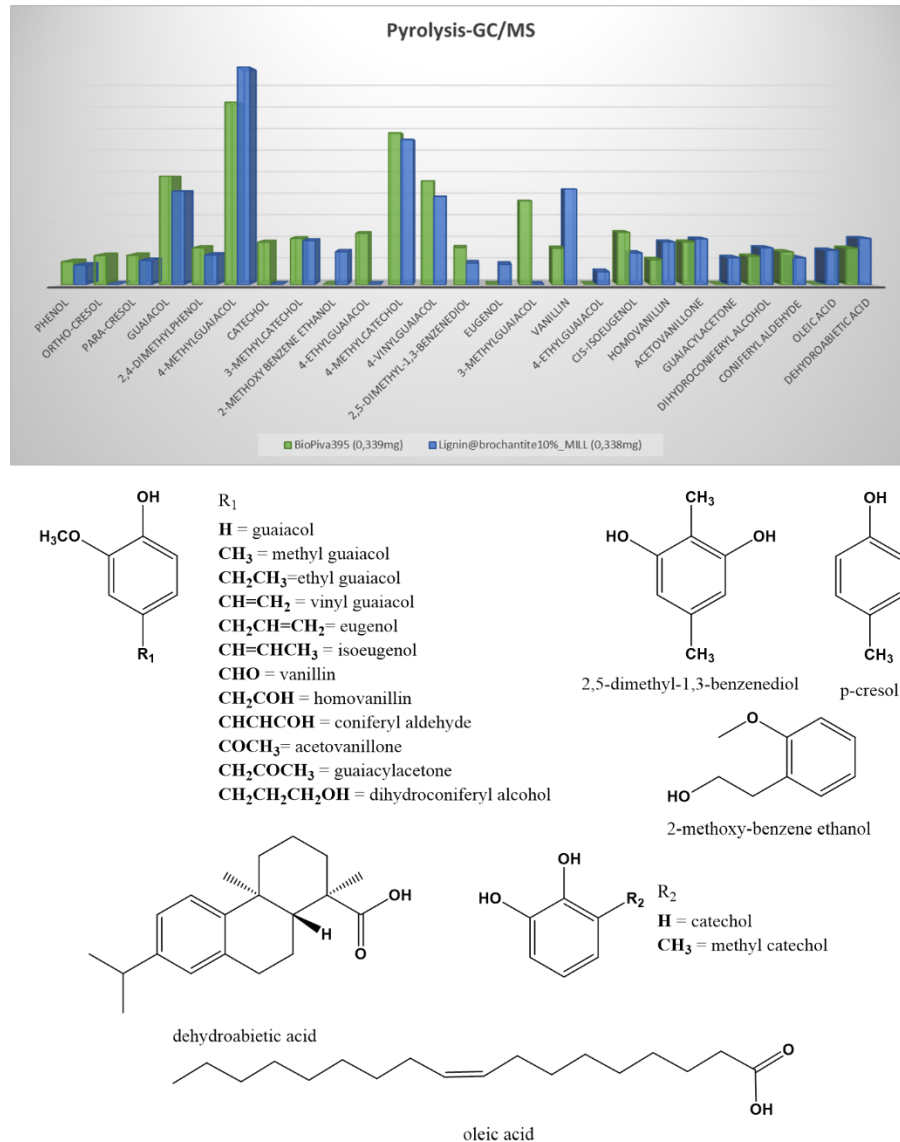 Pyrolysis-GC/MS
PHENOL
ORTHO-CRESOL
PARA-CRESOL
GUAIACOL
2,4-DIMETHYLPHENOL
4-METHYLGUAIACOL
CATECHOL
3-METHYLCATECHOL
2-METHOXY BENZENE ETHANOL
4-ETHYLGUAIACOL
4-METHYLCATECHOL
4-VINYLGUAIACOL
2,5-DIMETHYL-1,3-BENZENEDIOL
EUGENOL
3-METHYLGUAIACOL
VANILLIN
4-ETHYLGUAIACOL
CIS-ISOEUGENOL
HOMOVANILLIN
ACETOVANILLONE
GUAIACYLACETONE
DIHYDROCONIFERYL ALCOHOL
CONIFERYL ALDEHYDE
OLEIC ACID
DEHYDROABIETIC ACID
BioPiva395 (0,339mg)
Lignin@brochantite10%_MILL (0,338mg)
OH
H₃CO
R₁
R₁
H = guaiacol
CH₃ = methyl guaiacol
CH₂CH₃=ethyl guaiacol
CH=CH₂ = vinyl guaiacol
CH₂CH=CH₂= eugenol
CH=CHCH₃ = isoeugenol
CHO = vanillin
CH₂COH = homovanillin
CHCHCOH = coniferyl aldehyde
COCH₃= acetovanillone
CH₂COCH₃ = guaiacylacetone
CH₂CH₂CH₂OH = dihydroconiferyl alcohol
CH₃
HO
OH
CH₃
2,5-dimethyl-1,3-benzenediol
OH
CH₃
p-cresol
O
HO
2-methoxy-benzene ethanol
OH
O
H
dehydroabietic acid
OH
HO
R₂
R₂
H = catechol
CH₃ = methyl catechol
O
OH
oleic acid